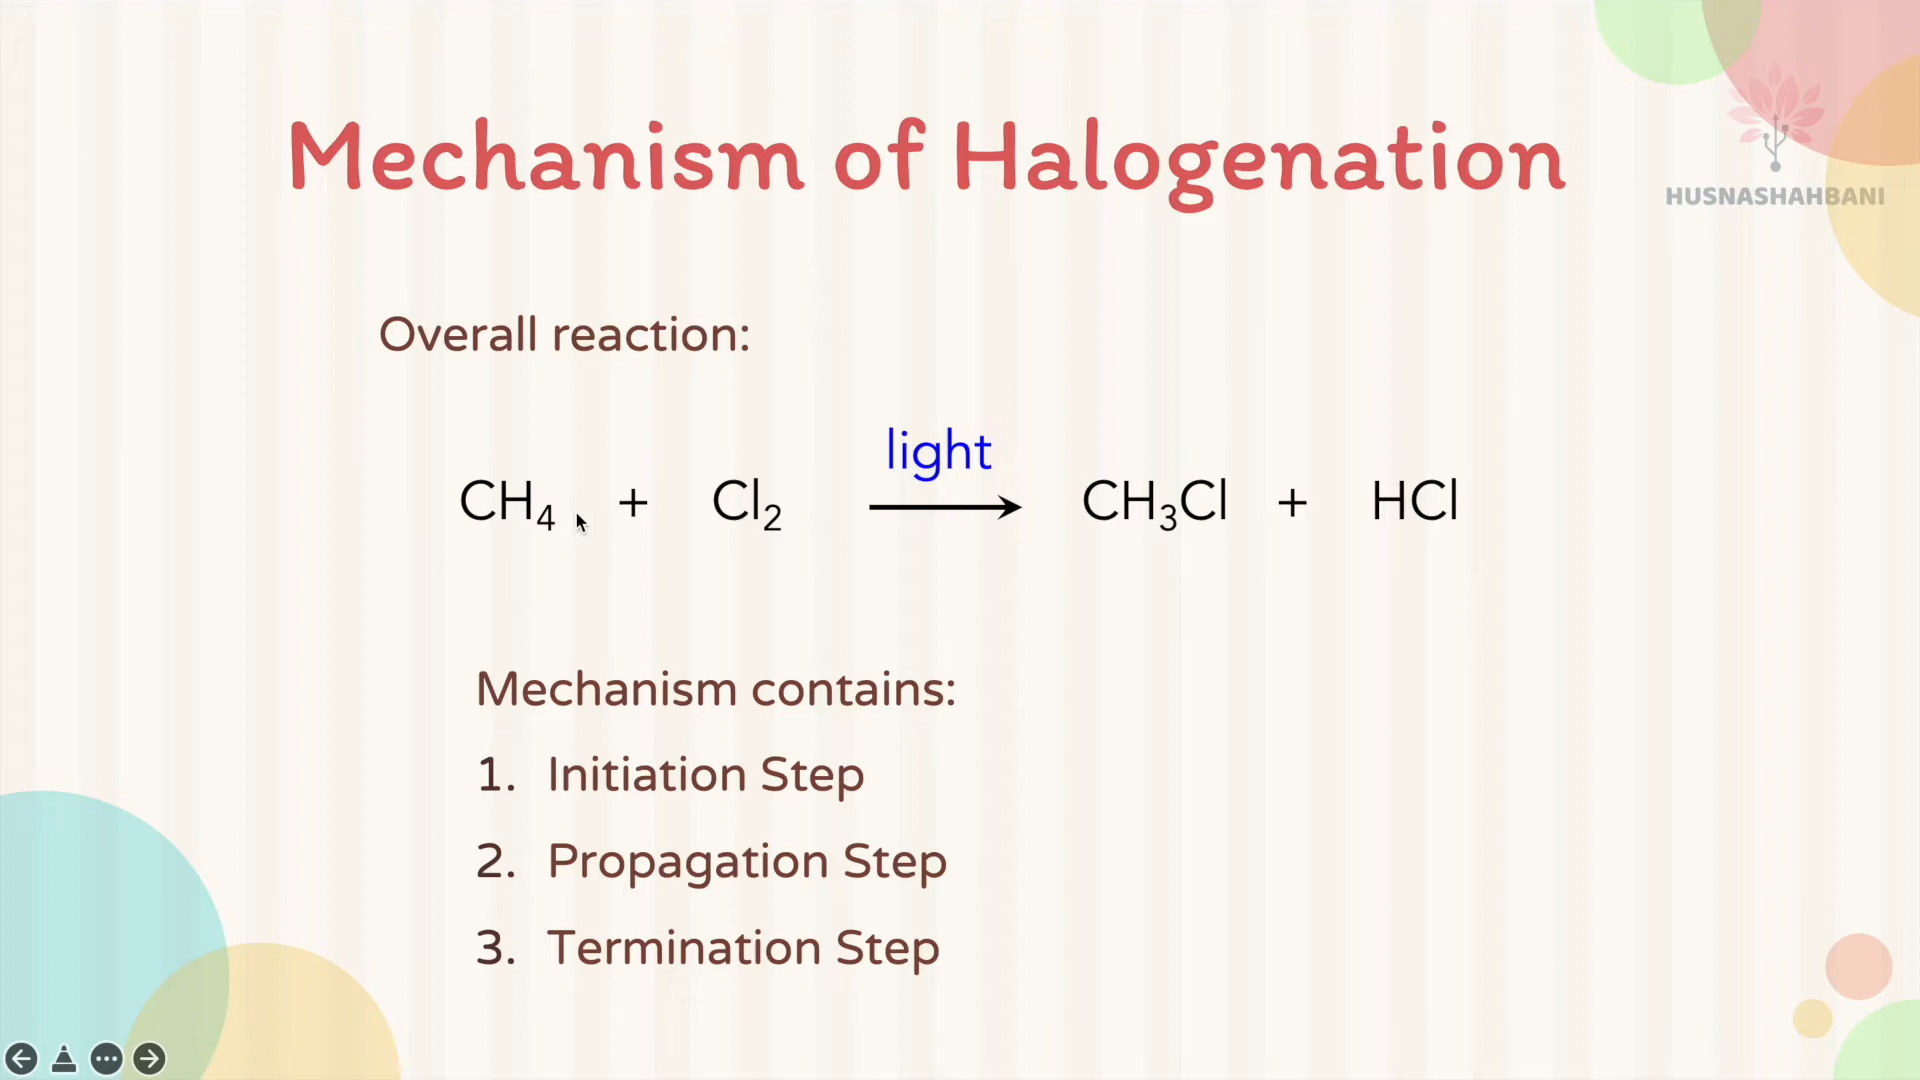 Mechanism of Halogenation
HUSNASHAHBANI
Overall reaction:
light
CH₄ + Cl₂ → CH₃Cl + HCl
Mechanism contains:
1. Initiation Step
2. Propagation Step
3. Termination Step